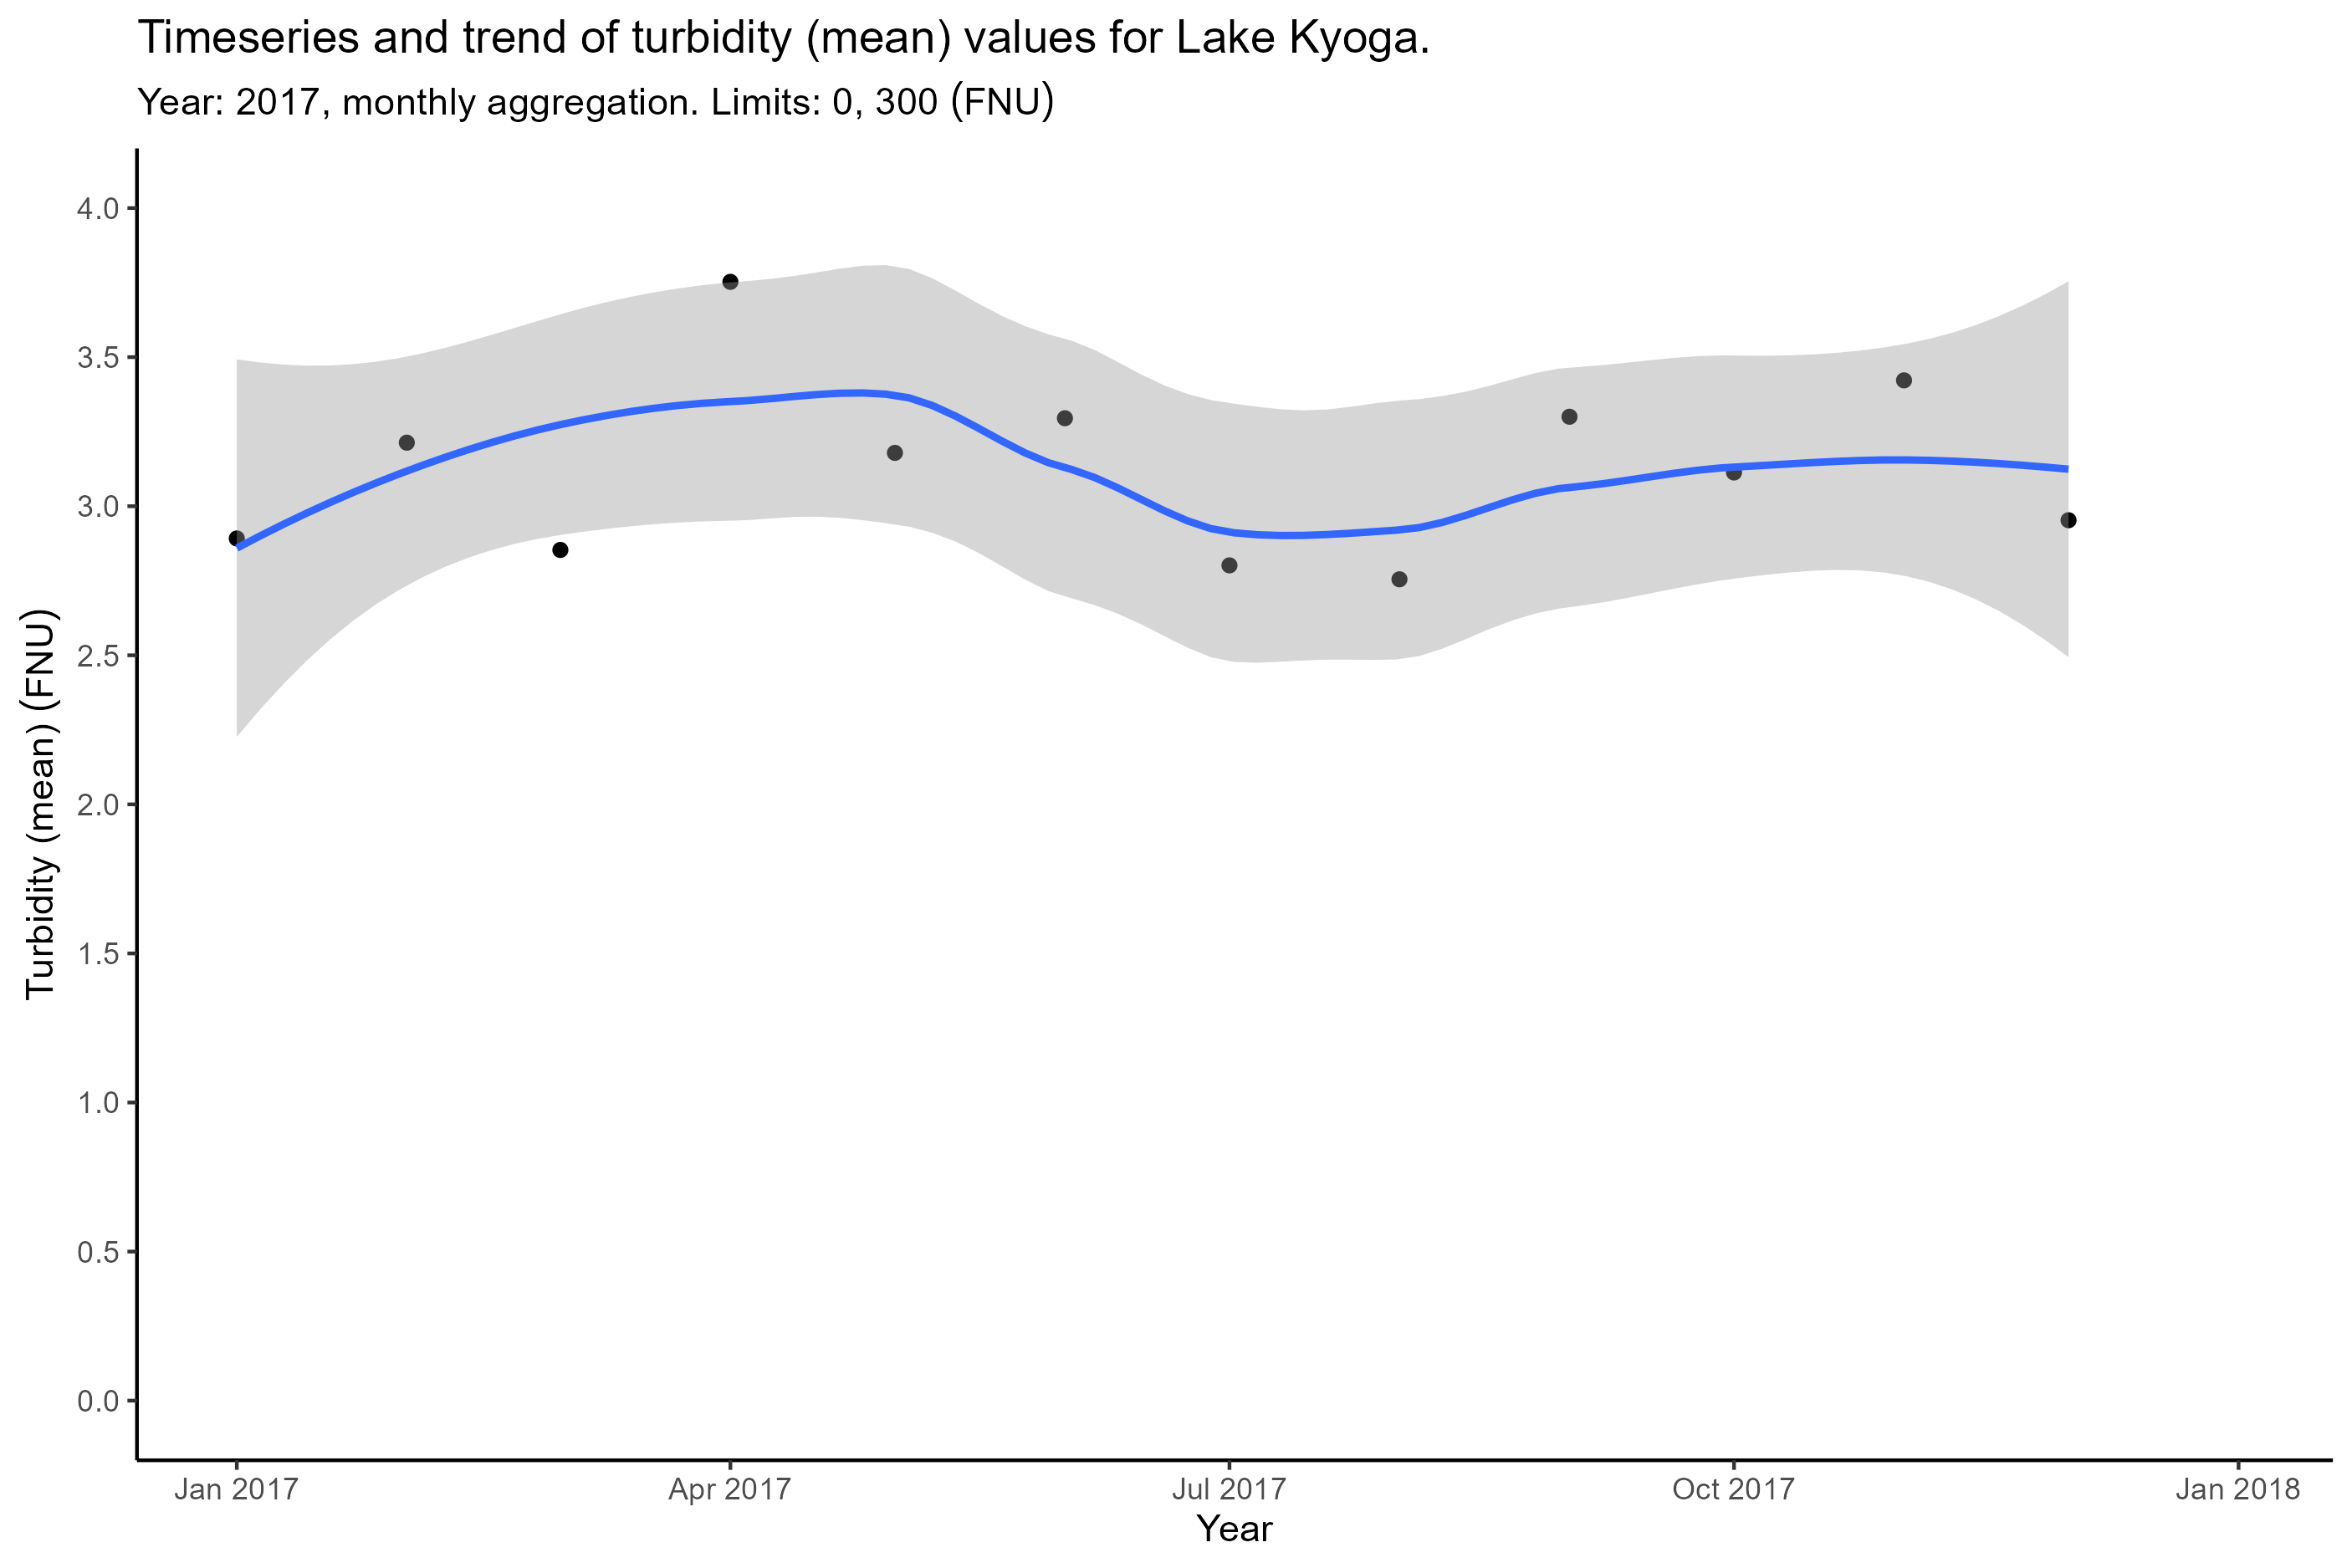 Timeseries and trend of turbidity (mean) values for Lake Kyoga.
Year: 2017, monthly aggregation. Limits: 0, 300 (FNU)
Turbidity (mean) (FNU)
4.0
3.5
3.0
2.5
2.0
1.5
1.0
0.5
0.0
Jan 2017
Apr 2017
Jul 2017
Oct 2017
Jan 2018
Year